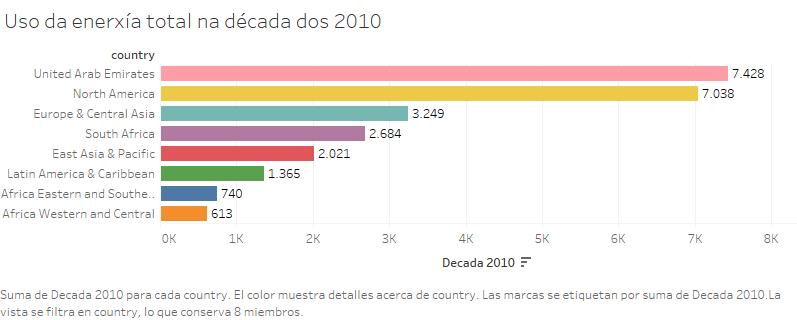 Uso da enerxía total na década dos 2010
country
United Arab Emirates 7.428
North America 7.038
Europe & Central Asia 3.249
South Africa 2.684
East Asia & Pacific 2.021
Latin America & Caribbean 1.365
Africa Eastern and Southe.. 740
Africa Western and Central 613
0K 1K 2K 3K 4K 5K 6K 7K 8K
Decada 2010
Suma de Decada 2010 para cada country. El color muestra detalles acerca de country. Las marcas se etiquetan por suma de Decada 2010.La
vista se filtra en country, lo que conserva 8 miembros.